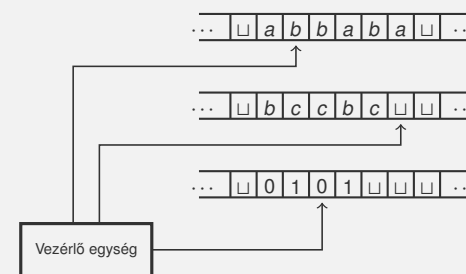 ... ⊔ a b b a b a ⊔ ...
... ⊔ b c c b c ⊔ ⊔ ...
... ⊔ 0 1 0 1 ⊔ ⊔ ⊔ ...
Vezérlő egység